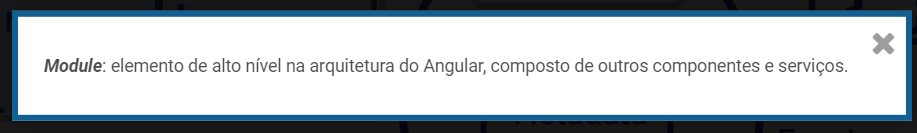 Module: elemento de alto nível na arquitetura do Angular, composto de outros componentes e serviços.